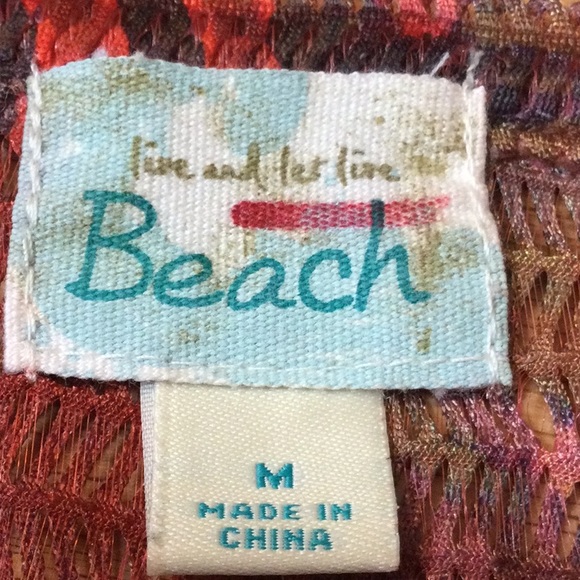 live and let live
Beach
M
MADE IN
CHINA